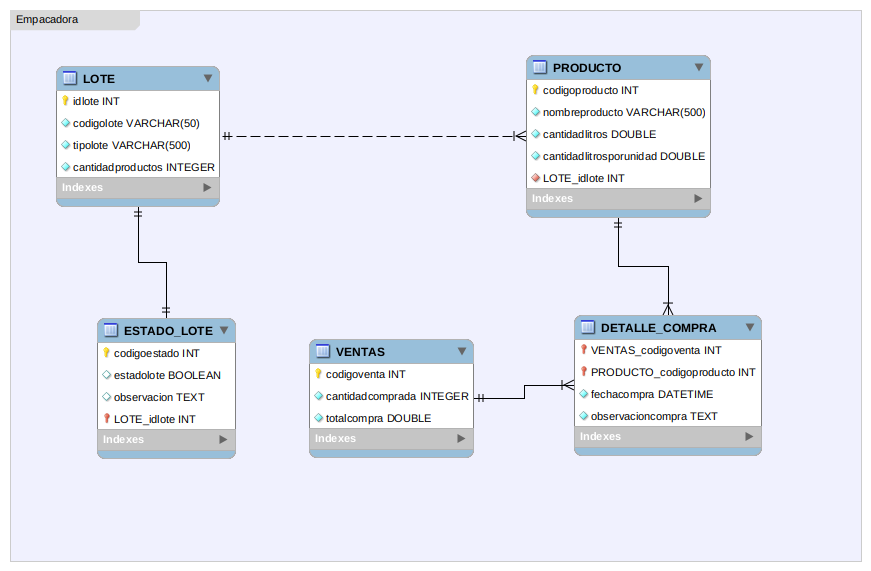 Empacadora
LOTE
idlote INT
codigolote VARCHAR(50)
tipolote VARCHAR(500)
cantidadproductos INTEGER
Indexes
PRODUCTO
codigoproducto INT
nombreproducto VARCHAR(500)
cantidadlitros DOUBLE
cantidadlitrosporunidad DOUBLE
LOTE_idlote INT
Indexes
ESTADO_LOTE
codigoestado INT
estadolote BOOLEAN
observacion TEXT
LOTE_idlote INT
Indexes
VENTAS
codigoventa INT
cantidadcomprada INTEGER
totalcompra DOUBLE
Indexes
DETALLE_COMPRA
VENTAS_codigoventa INT
PRODUCTO_codigoproducto INT
fechacompra DATETIME
observacioncompra TEXT
Indexes